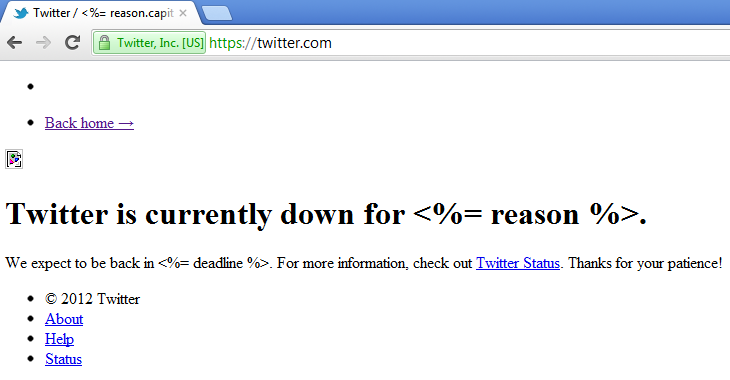 Twitter / <%= reason.capit
Twitter, Inc. [US] https://twitter.com
Back home →
Twitter is currently down for <%= reason %>.
We expect to be back in <%= deadline %>. For more information, check out Twitter Status. Thanks for your patience!
© 2012 Twitter
About
Help
Status